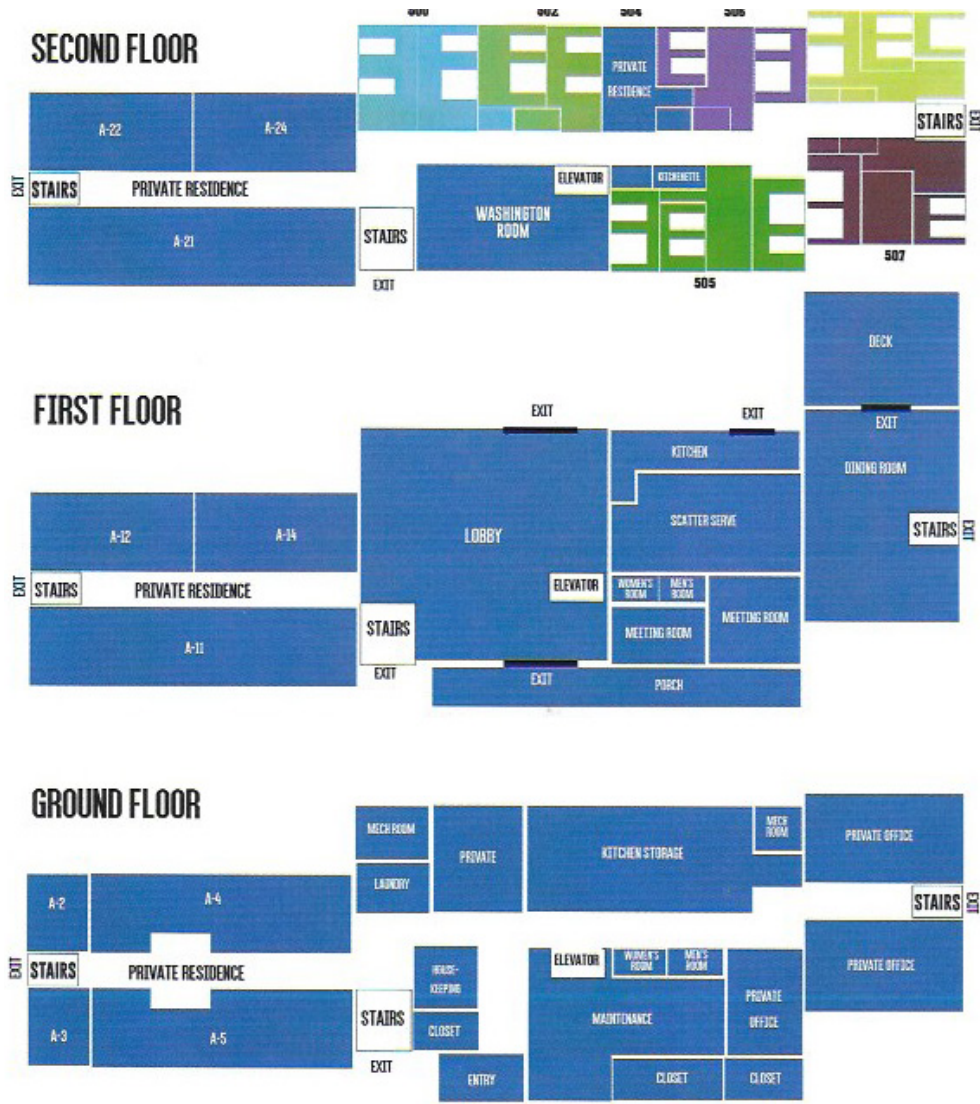 SECOND FLOOR
PRIVATE
RESIDENCE
A-22
A-24
STAIRS
EXIT
EXIT
STAIRS
PRIVATE RESIDENCE
ELEVATOR
KITCHENETTE
A-21
STAIRS
WASHINGTON
ROOM
507
EXIT
505
DECK
FIRST FLOOR
EXIT
EXIT
EXIT
KITCHEN
DINING ROOM
A-12
A-14
LOBBY
SCATTER SERVE
STAIRS
EXIT
EXIT
STAIRS
PRIVATE RESIDENCE
ELEVATOR
WOMEN'S
ROOM
MEN'S
ROOM
A-11
STAIRS
MEETING ROOM
MEETING ROOM
EXIT
EXIT
PORCH
GROUND FLOOR
MECH ROOM
PRIVATE
KITCHEN STORAGE
MECH
ROOM
PRIVATE OFFICE
LAUNDRY
A-2
A-4
STAIRS
EXIT
EXIT
STAIRS
PRIVATE RESIDENCE
HOUSE-
KEEPING
ELEVATOR
WOMEN'S
ROOM
MEN'S
ROOM
PRIVATE OFFICE
A-3
A-5
STAIRS
CLOSET
MAINTENANCE
PRIVATE
OFFICE
EXIT
ENTRY
CLOSET
CLOSET